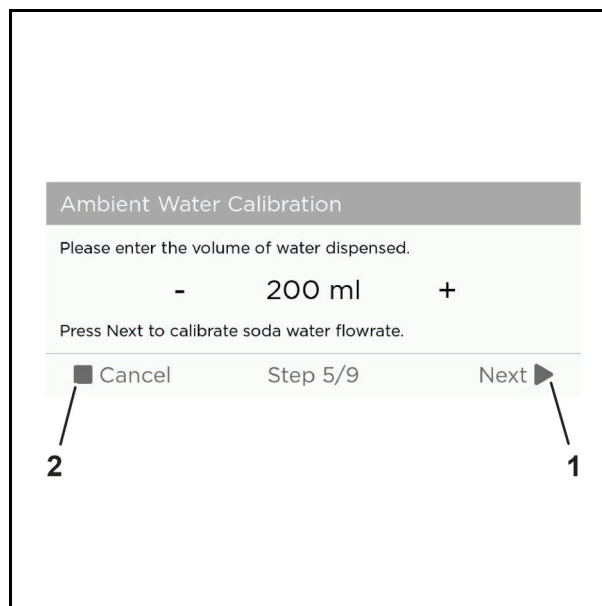 Ambient Water Calibration
Please enter the volume of water dispensed.
- 200 ml +
Press Next to calibrate soda water flowrate.
Cancel Step 5/9 Next
2 1